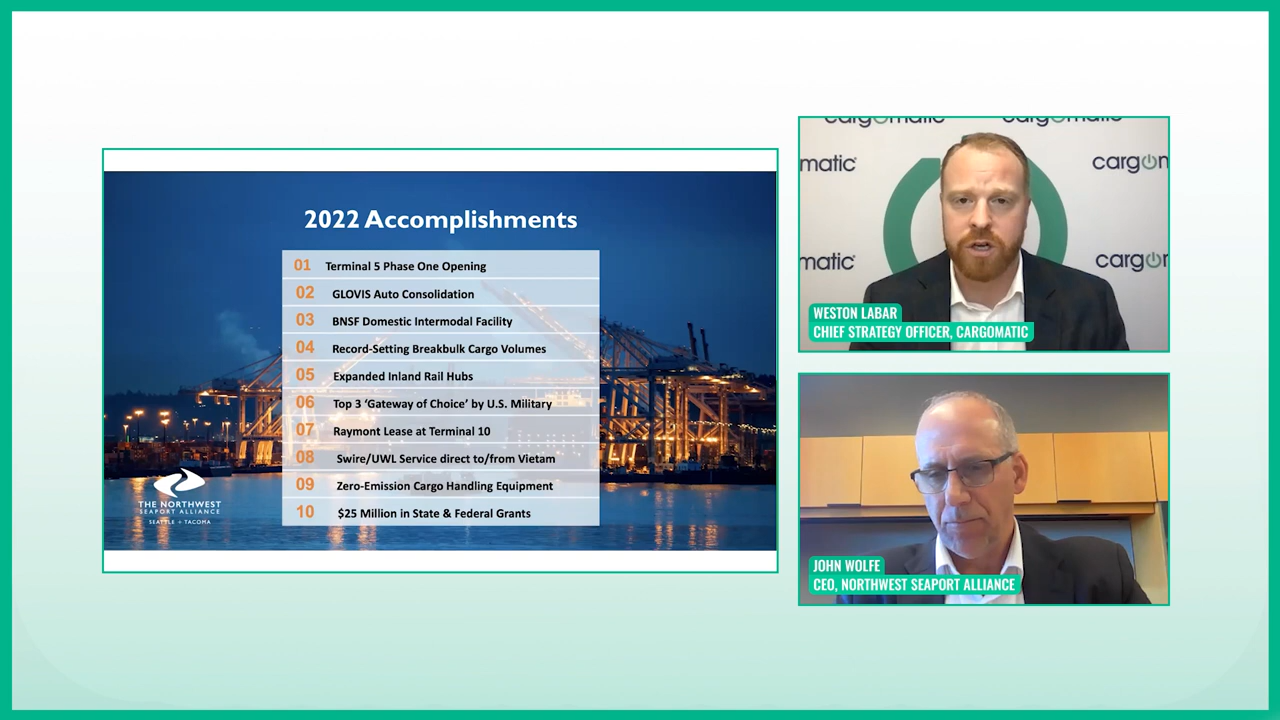 2022 Accomplishments
01 Terminal 5 Phase One Opening
02 GLOVIS Auto Consolidation
03 BNSF Domestic Intermodal Facility
04 Record-Setting Breakbulk Cargo Volumes
05 Expanded Inland Rail Hubs
06 Top 3 ‘Gateway of Choice’ by U.S. Military
07 Raymont Lease at Terminal 10
08 Swire/UWL Service direct to/from Vietam
09 Zero-Emission Cargo Handling Equipment
10 $25 Million in State & Federal Grants
THE NORTHWEST
SEAPORT ALLIANCE
SEATTLE + TACOMA
cargomatic cargomatic
matic cargom
matic cargom
WESTON LABAR
CHIEF STRATEGY OFFICER, CARGOMATIC
JOHN WOLFE
CEO, NORTHWEST SEAPORT ALLIANCE